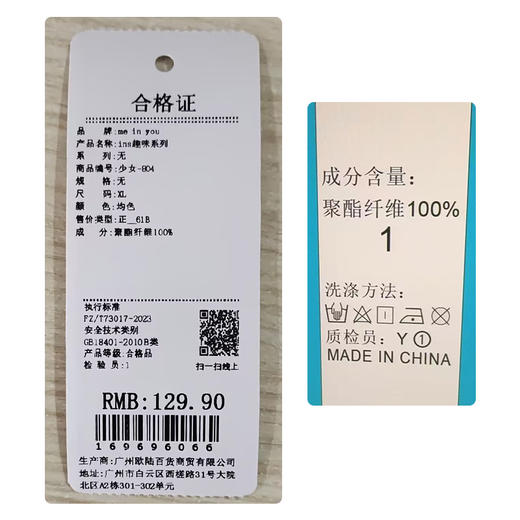 合格证
品　　牌:me in you
产品名称:ins趣味系列
系　　列:无
商品编号:少女-804
规　　格:无
尺　　码:XL
颜　　色:均色
售价类型:正__61B
成　　分:聚酯纤维100%
执行标准
FZ/T73017-2023
安全技术类别
GB18401-2010B类
产品等级:合格品
检 验 员:1
扫一扫线上
RMB:129.90
169696066
生产商:广州欧陆百货商贸有限公司
地址:广州市白云区西槎路31号天成
北区A2栋301-302单元
成分含量:
聚酯纤维100%
1
洗涤方法:
质检员: Y①
MADE IN CHINA